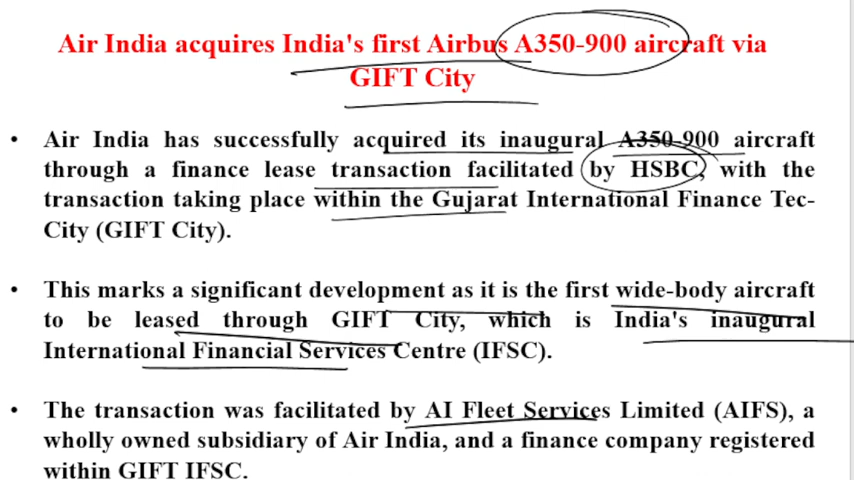 Air India acquires India's first Airbus A350-900 aircraft via
GIFT City
• Air India has successfully acquired its inaugural A350-900 aircraft
through a finance lease transaction facilitated by HSBC, with the
transaction taking place within the Gujarat International Finance Tec-
City (GIFT City).
• This marks a significant development as it is the first wide-body aircraft
to be leased through GIFT City, which is India's inaugural
International Financial Services Centre (IFSC).
• The transaction was facilitated by AI Fleet Services Limited (AIFS), a
wholly owned subsidiary of Air India, and a finance company registered
within GIFT IFSC.